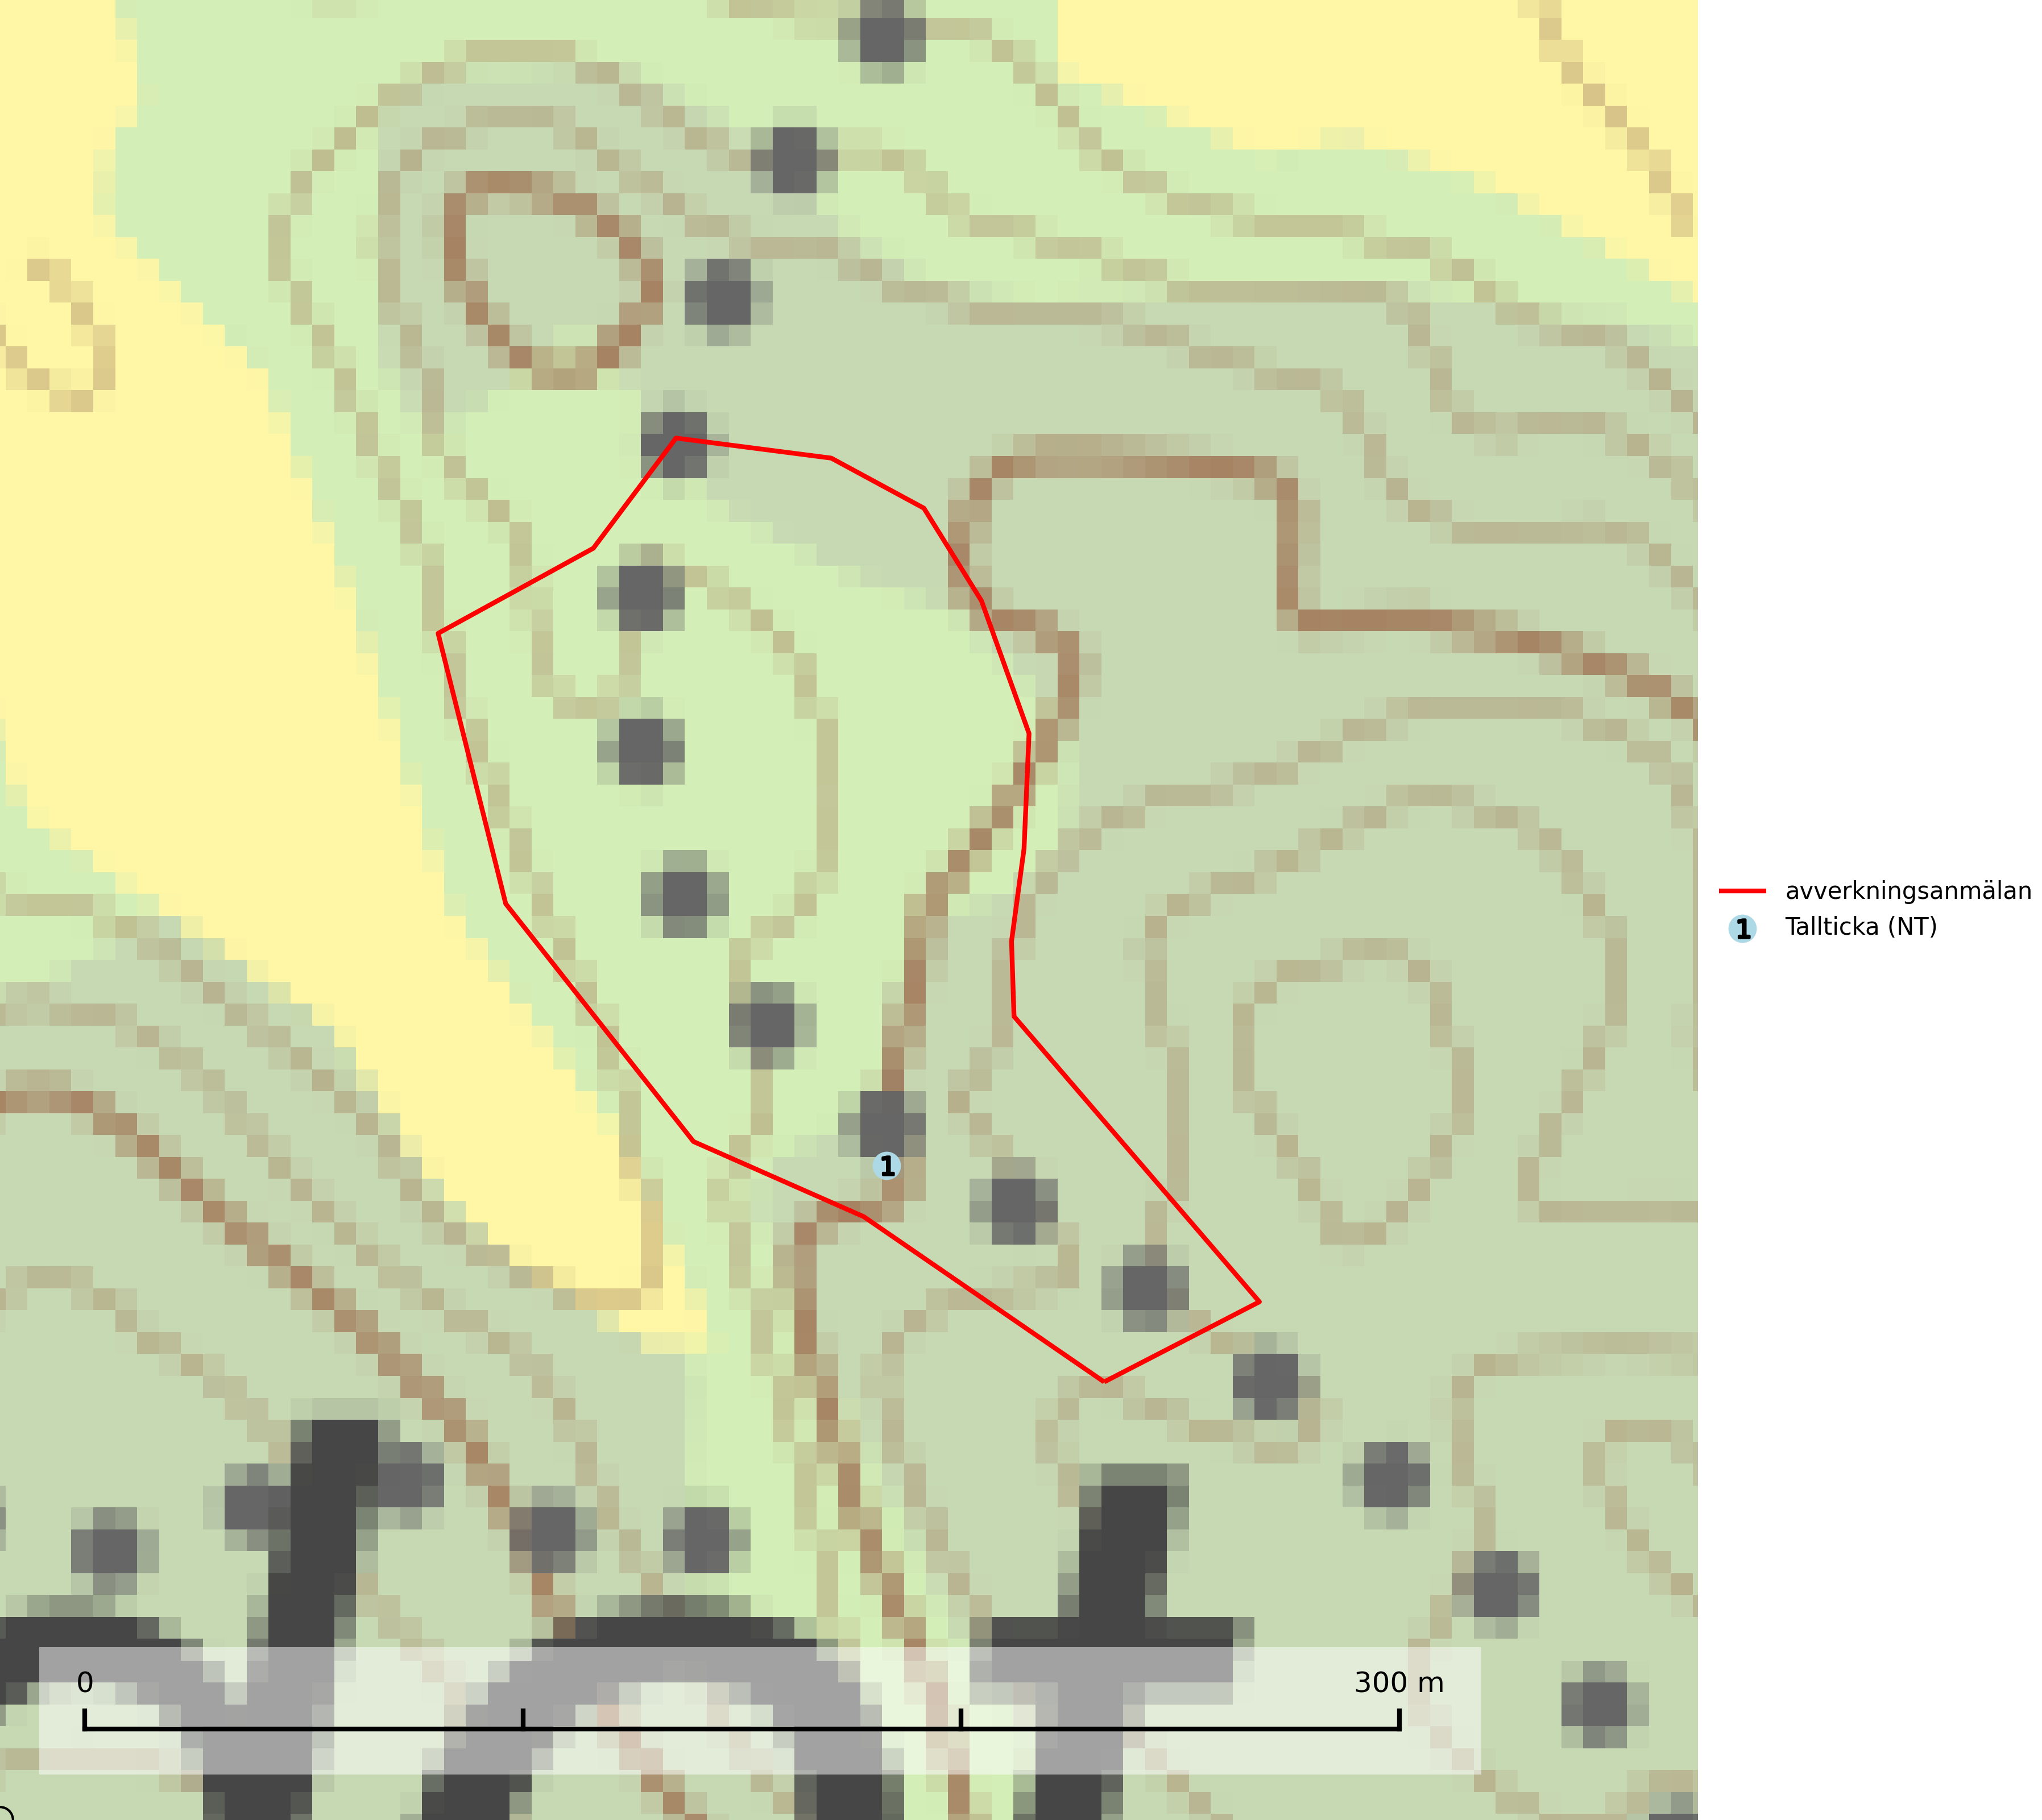 avverkningsanmälan
1 Tallticka (NT)
1
0 300 m